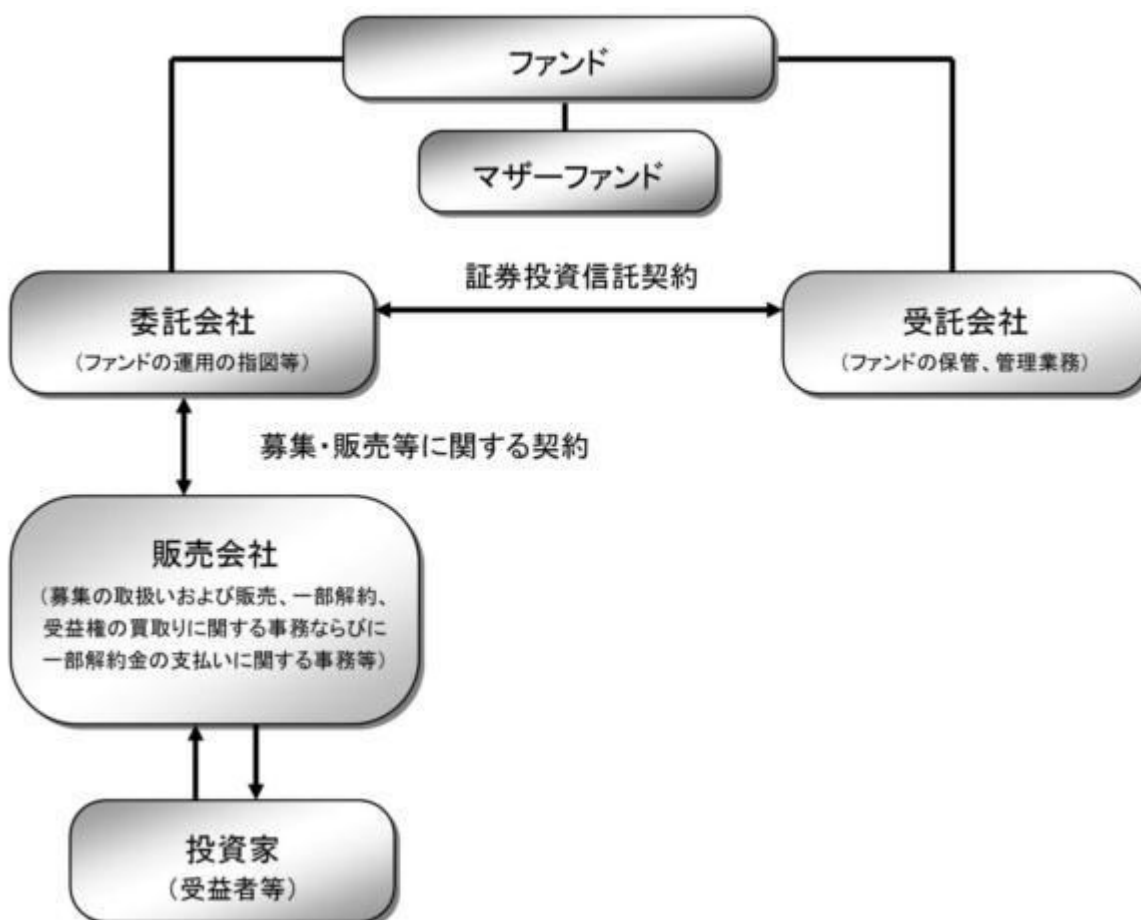 ファンド
マザーファンド
証券投資信託契約
委託会社
（ファンドの運用の指図等）
受託会社
（ファンドの保管、管理業務）
募集・販売等に関する契約
販売会社
（募集の取扱いおよび販売、一部解約、
受益権の買取りに関する事務ならびに
一部解約金の支払いに関する事務等）
投資家
（受益者等）